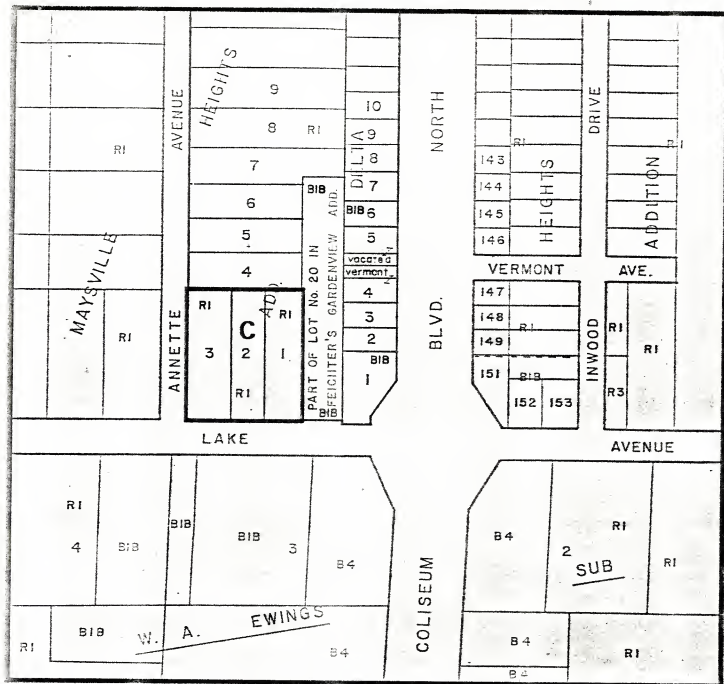 AVENUE
HEIGHTS
9
8
R1
7
6
5
4
ADD.
R1
MAYSVILLE
R1
ANNETTE
R1
C
R1
3
2
1
R1
B1B
PART OF LOT No. 20 IN
FEICHTER'S GARDENVIEW ADD.
B1B
DELTA
10
9
8
7
B1B 6
5
vacated
vermont
4
3
2
B1B
1
NORTH
BLVD.
COLISEUM
143
144
145
146
R1
HEIGHTS
DRIVE
ADDITION
R1
VERMONT AVE.
147
148
149
R1
151
B1B
152
153
INWOOD
R1
R1
R3
LAKE
AVENUE
R1
4
B1B
B1B
B1B
3
B4
B4
R1
2
SUB
R1
R1
B1B
W. A. EWINGS
B4
B4
B4
R1